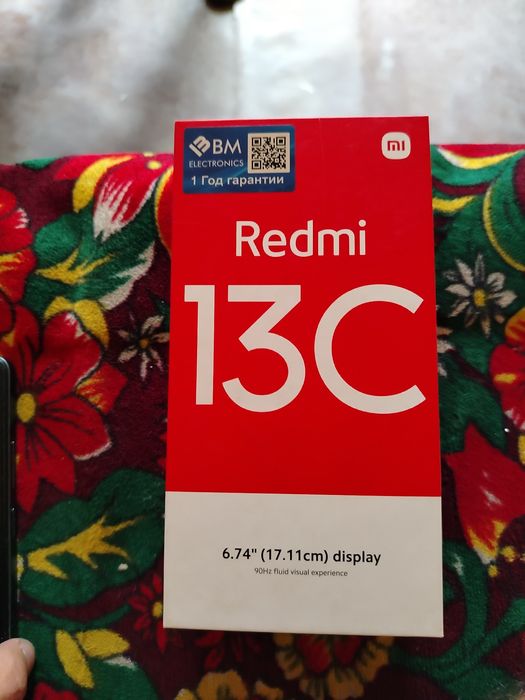 BM
ELECTRONICS
1 Год гарантии
mi
Redmi
13C
6.74" (17.11cm) display
90Hz fluid visual experience